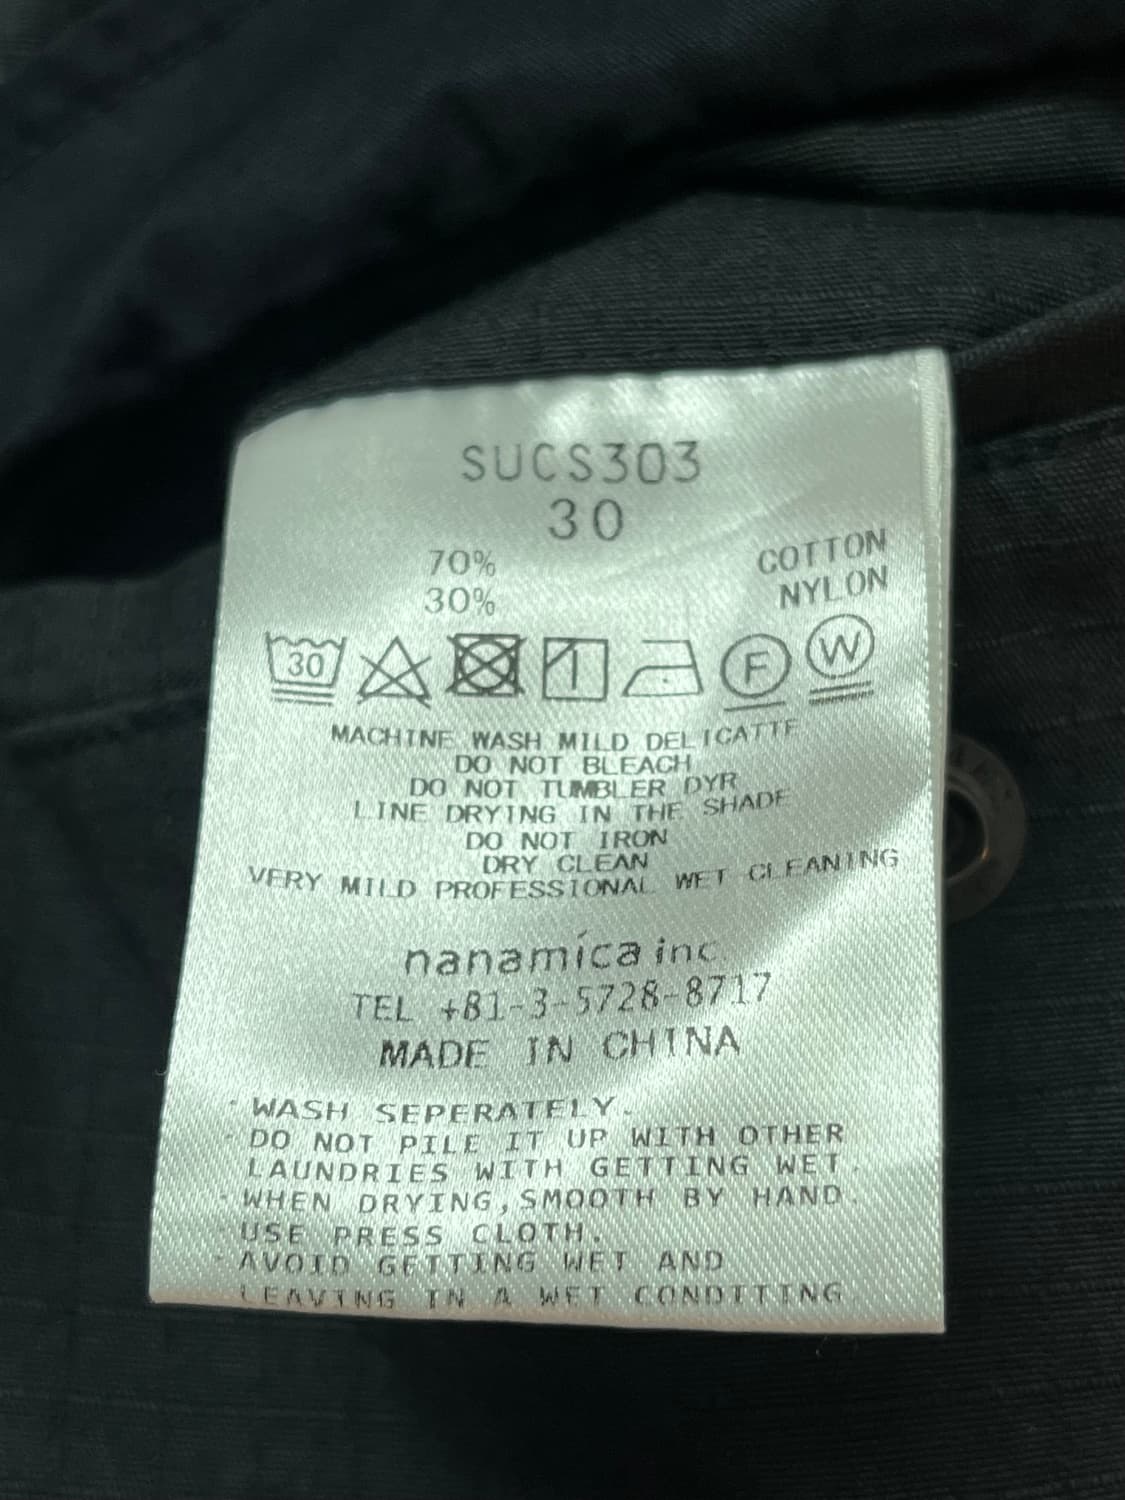 SUCS303
30
70% COTTON
30% NYLON
30 F W
MACHINE WASH MILD DELICATTE
DO NOT BLEACH
DO NOT TUMBLER DYR
LINE DRYING IN THE SHADE
DO NOT IRON
DRY CLEAN
VERY MILD PROFESSIONAL WET CLEANING
nanamíca inc.
TEL +81-3-5728-8717
MADE IN CHINA
・WASH SEPERATELY.
・DO NOT PILE IT UP WITH OTHER
LAUNDRIES WITH GETTING WET.
・WHEN DRYING,SMOOTH BY HAND.
・USE PRESS CLOTH.
・AVOID GETTING WET AND
LEAVING IN A WET CONDITING